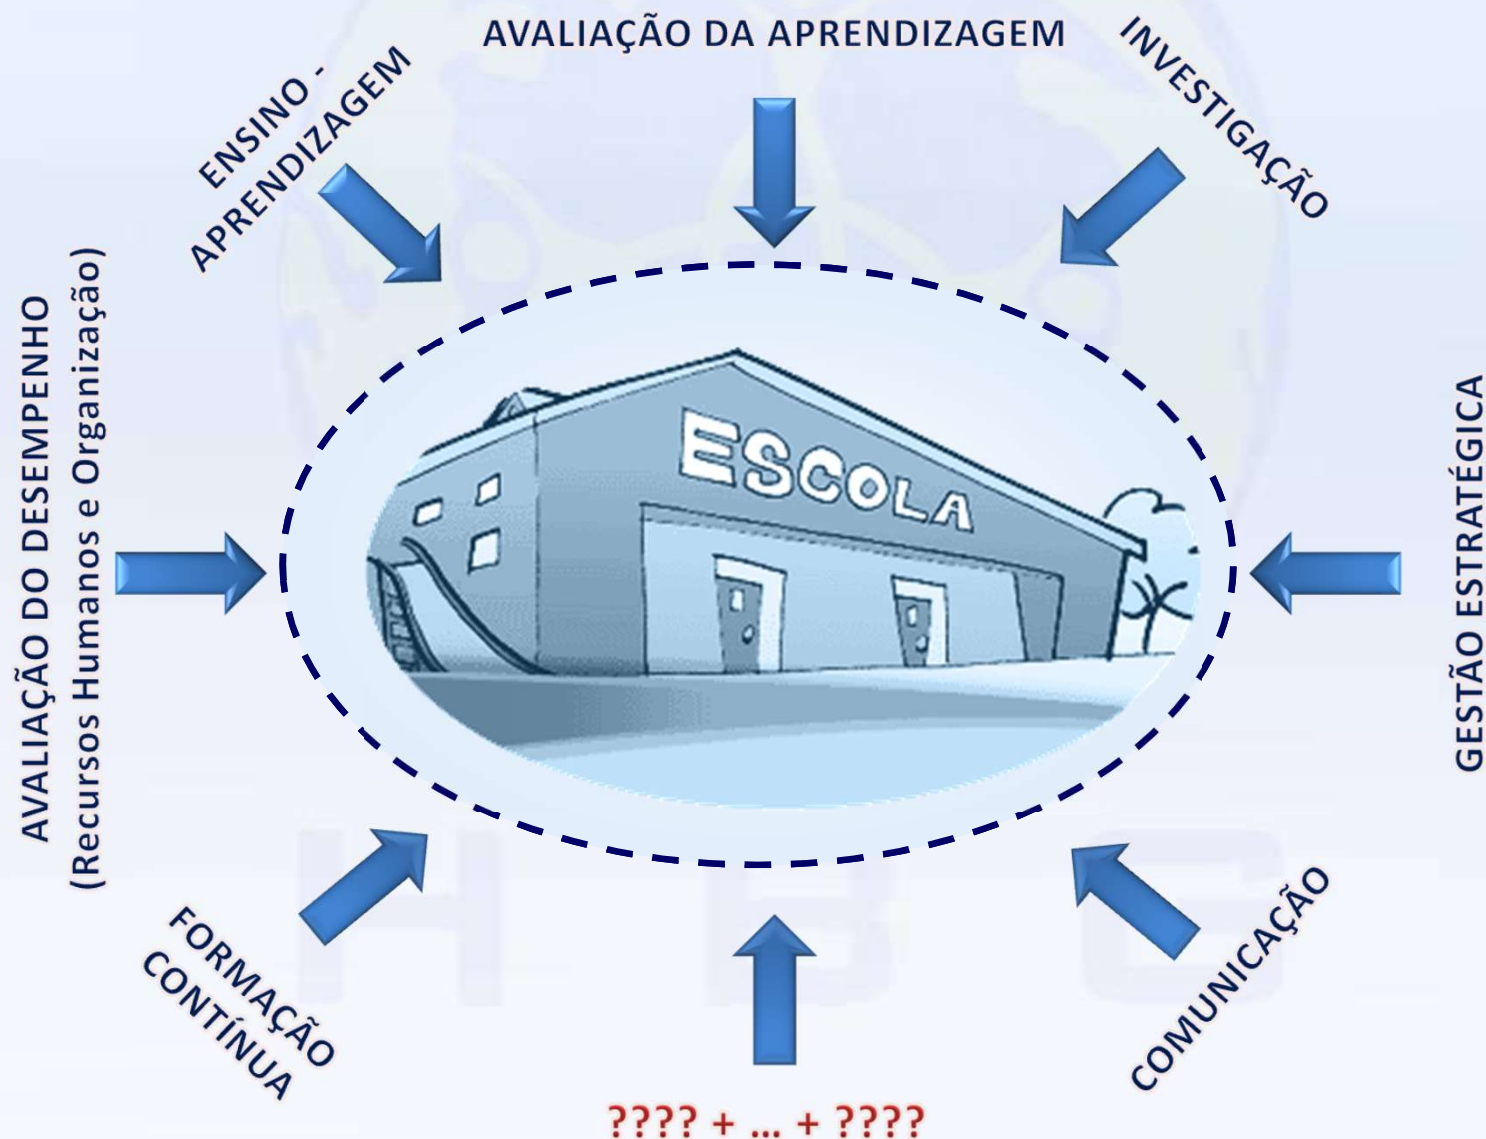 AVALIAÇÃO DA APRENDIZAGEM
ENSINO -
APRENDIZAGEM
INVESTIGAÇÃO
AVALIAÇÃO DO DESEMPENHO
(Recursos Humanos e Organização)
ESCOLA
GESTÃO ESTRATÉGICA
FORMAÇÃO
CONTÍNUA
COMUNICAÇÃO
???? + ... + ????